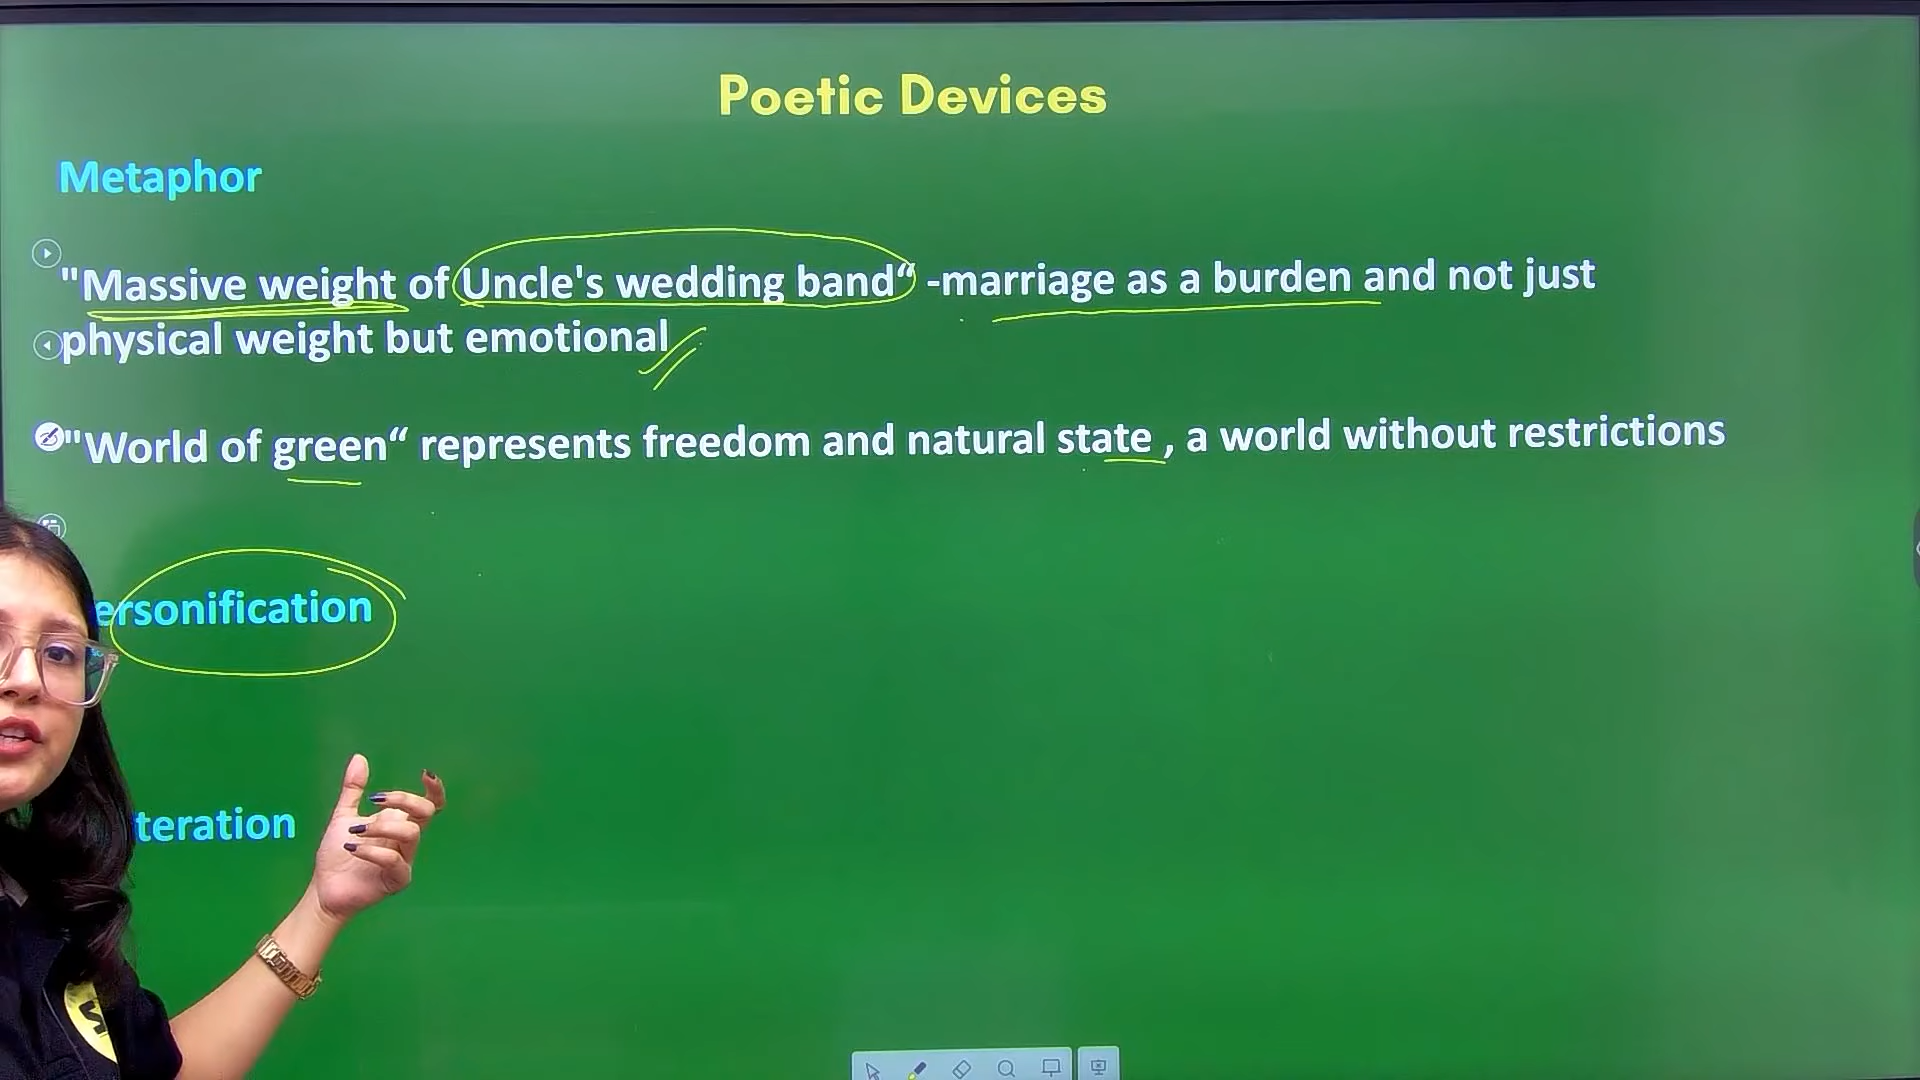 Poetic Devices
Metaphor
"Massive weight of Uncle's wedding band“ -marriage as a burden and not just
physical weight but emotional
"World of green“ represents freedom and natural state , a world without restrictions
ersonification
teration